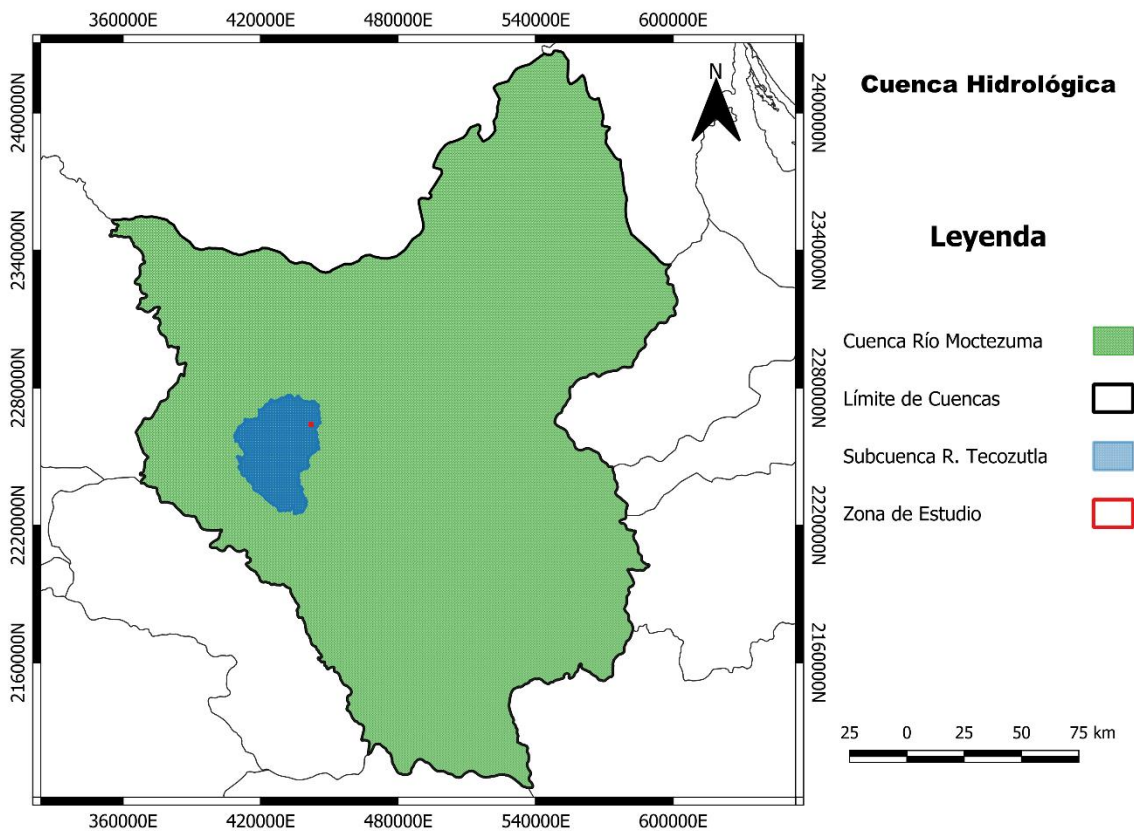 360000E 420000E 480000E 540000E 600000E
2400000N
2340000N
2280000N
2220000N
2160000N
N
2400000N
2340000N
2280000N
2220000N
2160000N
360000E 420000E 480000E 540000E 600000E
Cuenca Hidrológica
Leyenda
Cuenca Río Moctezuma
Límite de Cuencas
Subcuenca R. Tecozutla
Zona de Estudio
25 0 25 50 75 km